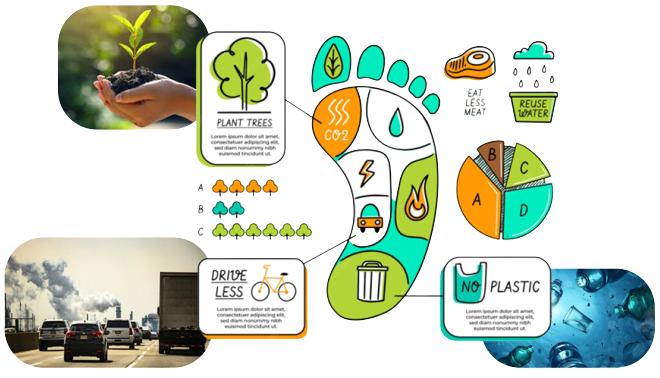 PLANT TREES
Lorem ipsum dolor sit amet,
consectetuer adipiscing elit,
sed diam nonummy nibh
euismod tincidunt ut.
CO2
EAT
LESS
MEAT
REUSE
WATER
A
B
C
B
C
A
D
DRIVE
LESS
Lorem ipsum dolor sit amet,
consectetuer adipiscing elit,
sed diam nonummy nibh
euismod tincidunt ut.
NO PLASTIC
Lorem ipsum dolor sit amet,
consectetuer adipiscing elit,
sed diam nonummy nibh
euismod tincidunt ut.